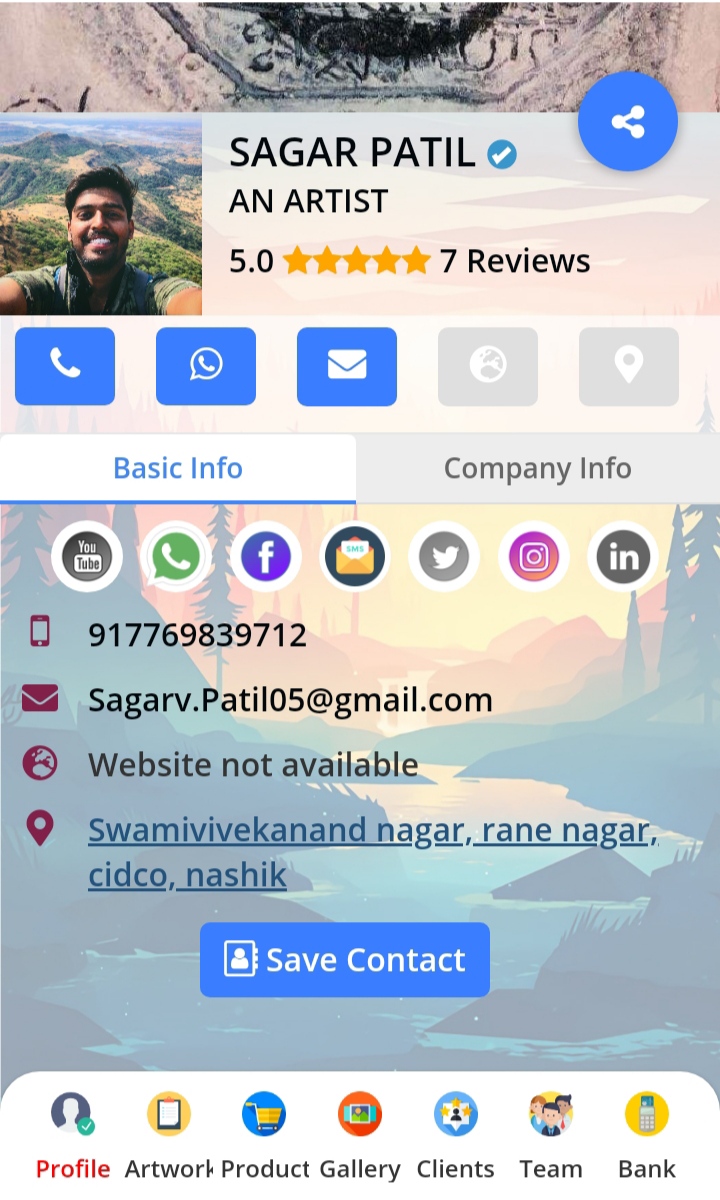 SAGAR PATIL
AN ARTIST
5.0 7 Reviews
Basic Info
Company Info
You
Tube
f
SMS
in
917769839712
Sagarv.Patil05@gmail.com
Website not available
Swamivivekanand nagar, rane nagar,
cidco, nashik
Save Contact
Profile Artwork Product Gallery Clients Team Bank